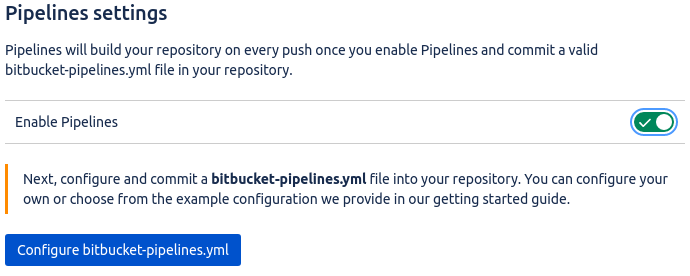 Pipelines settings
Pipelines will build your repository on every push once you enable Pipelines and commit a valid
bitbucket-pipelines.yml file in your repository.
Enable Pipelines
Next, configure and commit a bitbucket-pipelines.yml file into your repository. You can configure your
own or choose from the example configuration we provide in our getting started guide.
Configure bitbucket-pipelines.yml